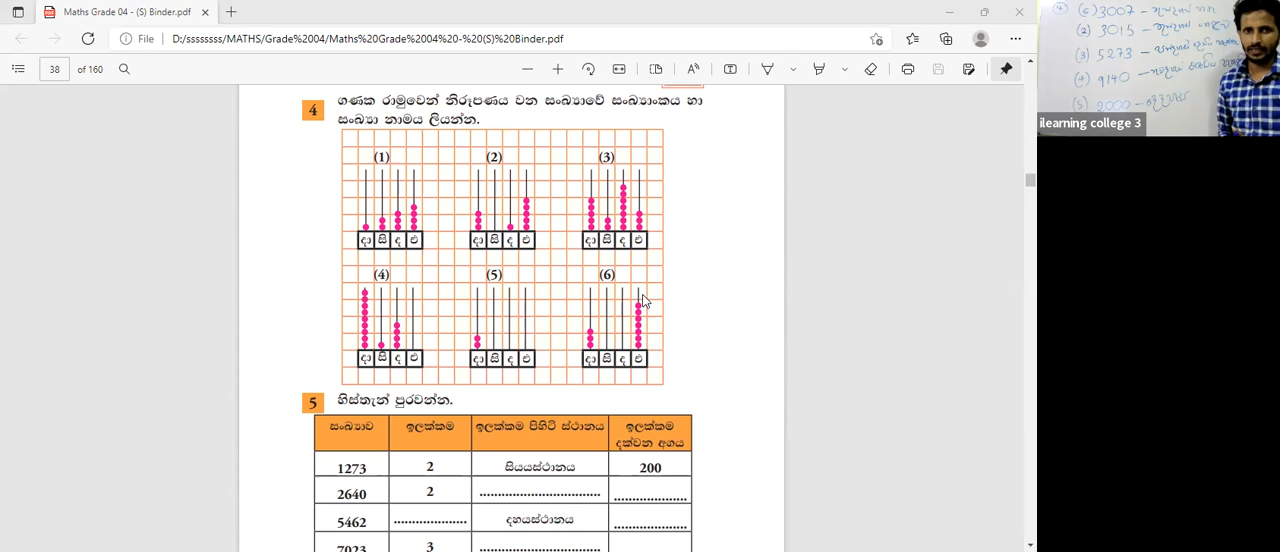 Maths Grade 04 - (S) Binder.pdf
File
D:/ssssssss/MATHS/Grade%2004/Maths%20Grade%2004%20-%20(S)%20Binder.pdf
38 of 160
4 ගණක රාමුවෙන් නිරූපණය වන සංඛ්‍යාවේ සංඛ්‍යාංකය හා
සංඛ්‍යා නාමය ලියන්න.
(1) (2) (3)
දා සි ද එ දා සි ද එ දා සි ද එ
(4) (5) (6)
දා සි ද එ දා සි ද එ දා සි ද එ
5 හිස්තැන් පුරවන්න.
සංඛ්‍යාව ඉලක්කම ඉලක්කම පිහිටි ස්ථානය ඉලක්කම
දක්වන අගය
1273 2 සියයස්ථානය 200
2640 2 ................................ ....................
5462 .................... දහයස්ථානය ....................
7023 3 ................................
3007 -
(2) 3015 -
(3) 5273 -
(4) 9140 -
(5) 2000 -
ilearning college 3